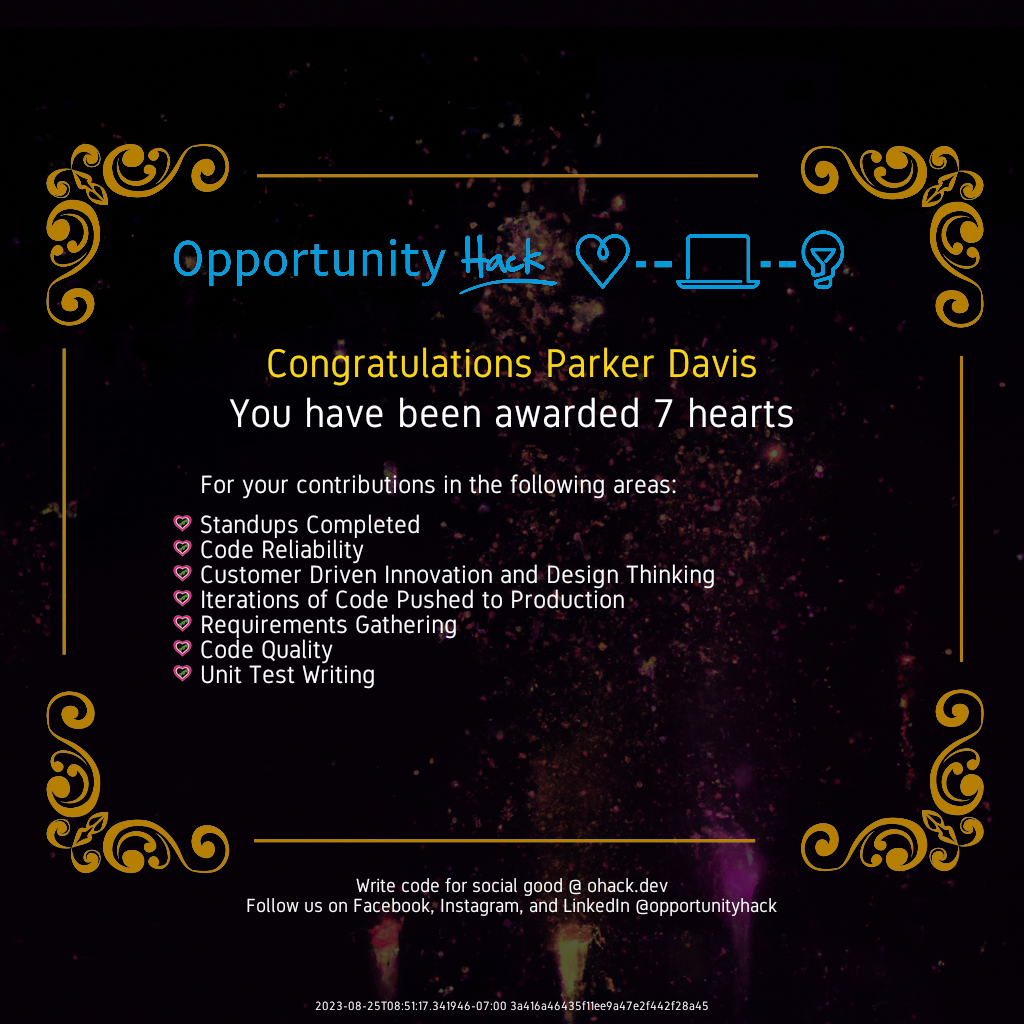 Opportunity Hack
Congratulations Parker Davis
You have been awarded 7 hearts
For your contributions in the following areas:
Standups Completed
Code Reliability
Customer Driven Innovation and Design Thinking
Iterations of Code Pushed to Production
Requirements Gathering
Code Quality
Unit Test Writing
Write code for social good @ ohack.dev
Follow us on Facebook, Instagram, and LinkedIn @opportunityhack
2023-08-25T08:51:17.341946-07:00 3a416a46435f11ee9a47e2f442f28a45